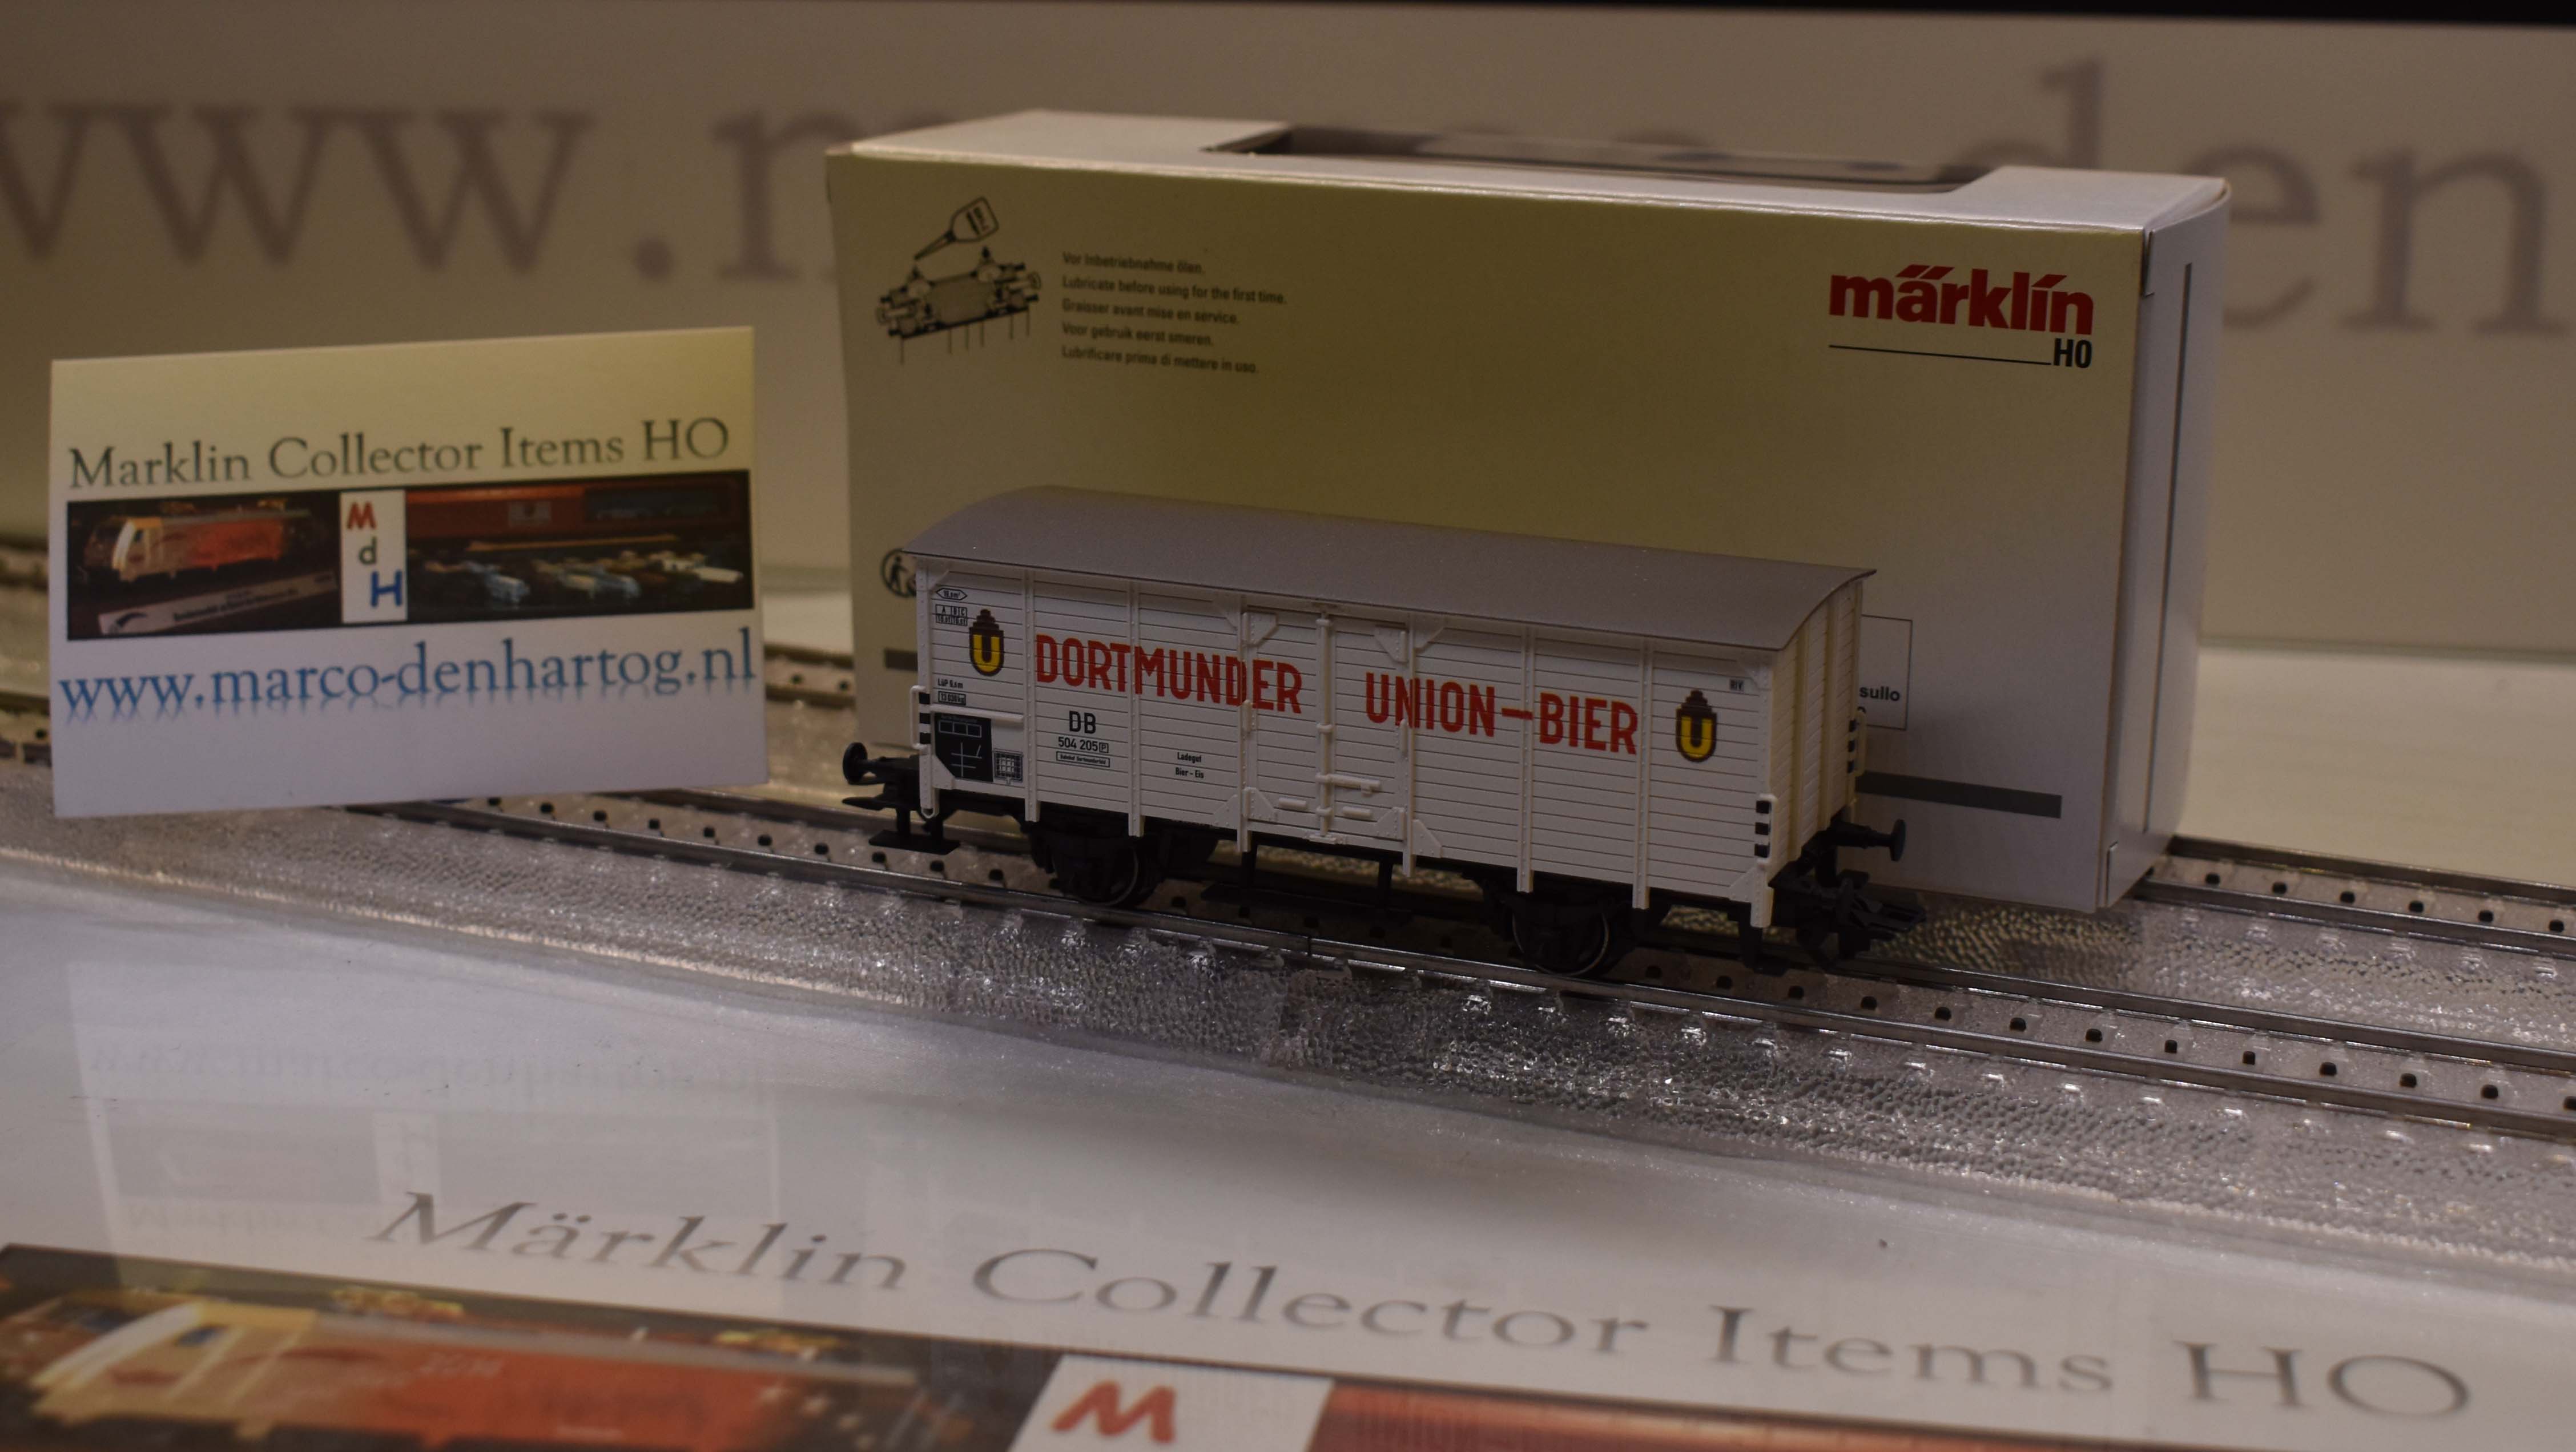 www.m
den
Vor Inbetriebnahme ölen.
Lubricate before using for the first time.
Graisser avant mise en service.
Voor gebruik eerst smeren.
Lubrificare prima di mettere in uso.
märklin
HO
Marklin Collector Items HO
M
d
H
www.marco-denhartog.nl
U
DORTMUNDER UNION-BIER
U
RIV
DB
504 205 P
Ladegut
Bier - Eis
sullo
Märklin Collector Items HO
M